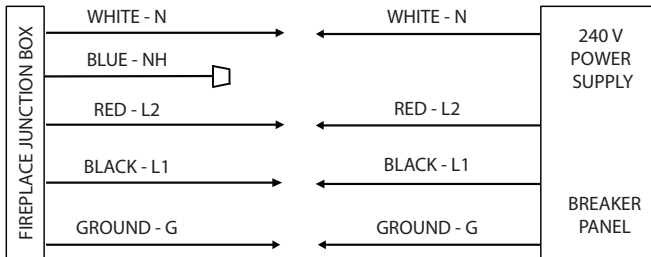 FIREPLACE JUNCTION BOX
WHITE - N
BLUE - NH
RED - L2
BLACK - L1
GROUND - G
WHITE - N
RED - L2
BLACK - L1
GROUND - G
240 V
POWER
SUPPLY
BREAKER
PANEL